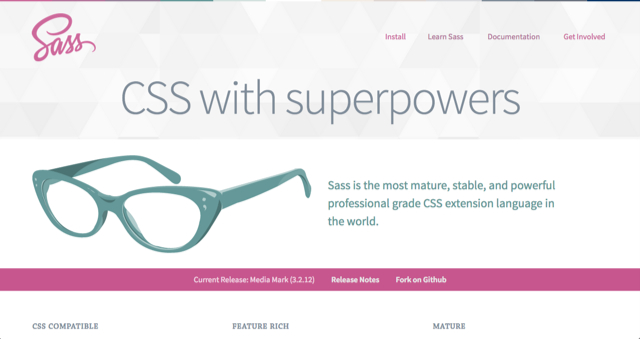 Sass
Install Learn Sass Documentation Get Involved
CSS with superpowers
Sass is the most mature, stable, and powerful
professional grade CSS extension language in
the world.
Current Release: Media Mark (3.2.12) Release Notes Fork on Github
CSS COMPATIBLE FEATURE RICH MATURE